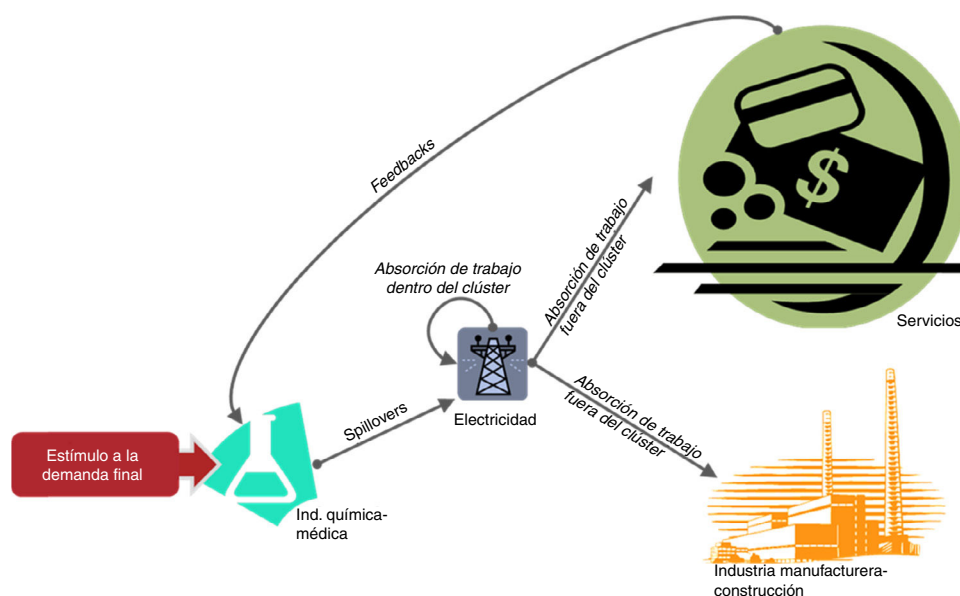 Feedbacks
$
Servicios
Absorción de trabajo
fuera del clúster
Absorción de trabajo
dentro del clúster
Electricidad
Absorción de trabajo
fuera del clúster
Spillovers
Estímulo a la
demanda final
Ind. química-
médica
Industria manufacturera-
construcción